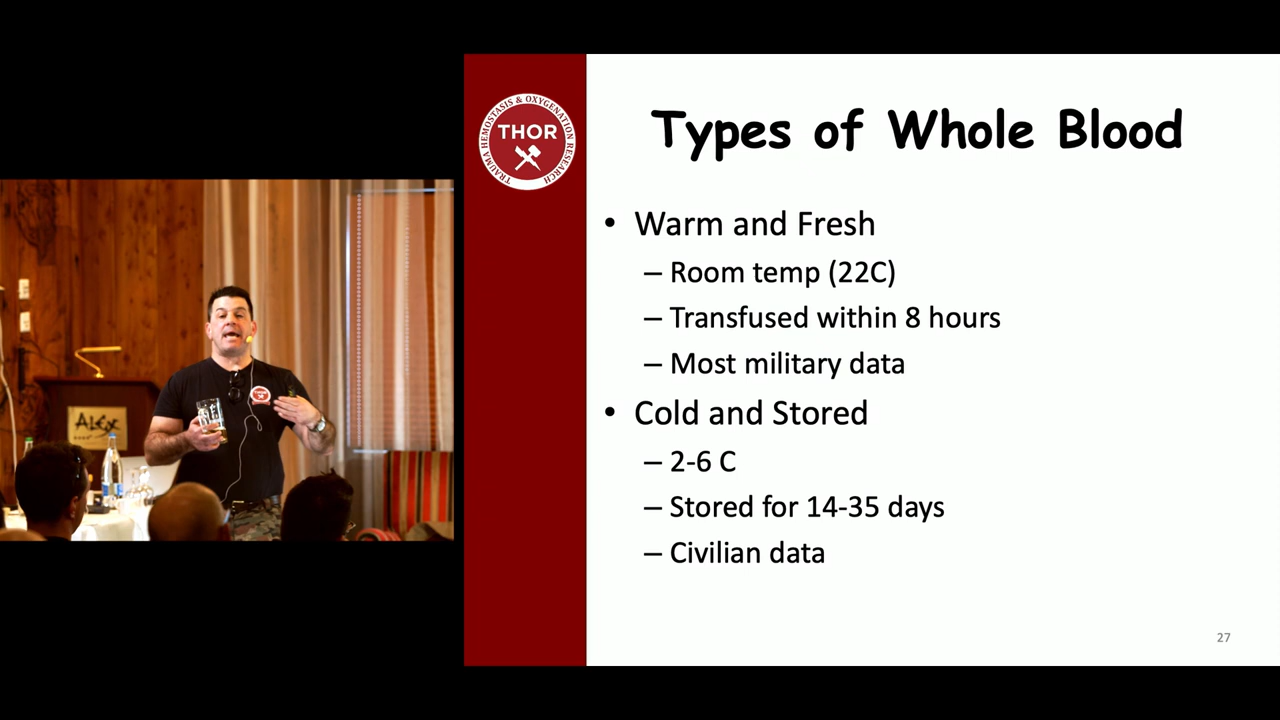 TRAUMA HEMOSTASIS & OXYGENATION RESEARCH
THOR
Types of Whole Blood
• Warm and Fresh
– Room temp (22C)
– Transfused within 8 hours
– Most military data
• Cold and Stored
– 2-6 C
– Stored for 14-35 days
– Civilian data
27
ALEX